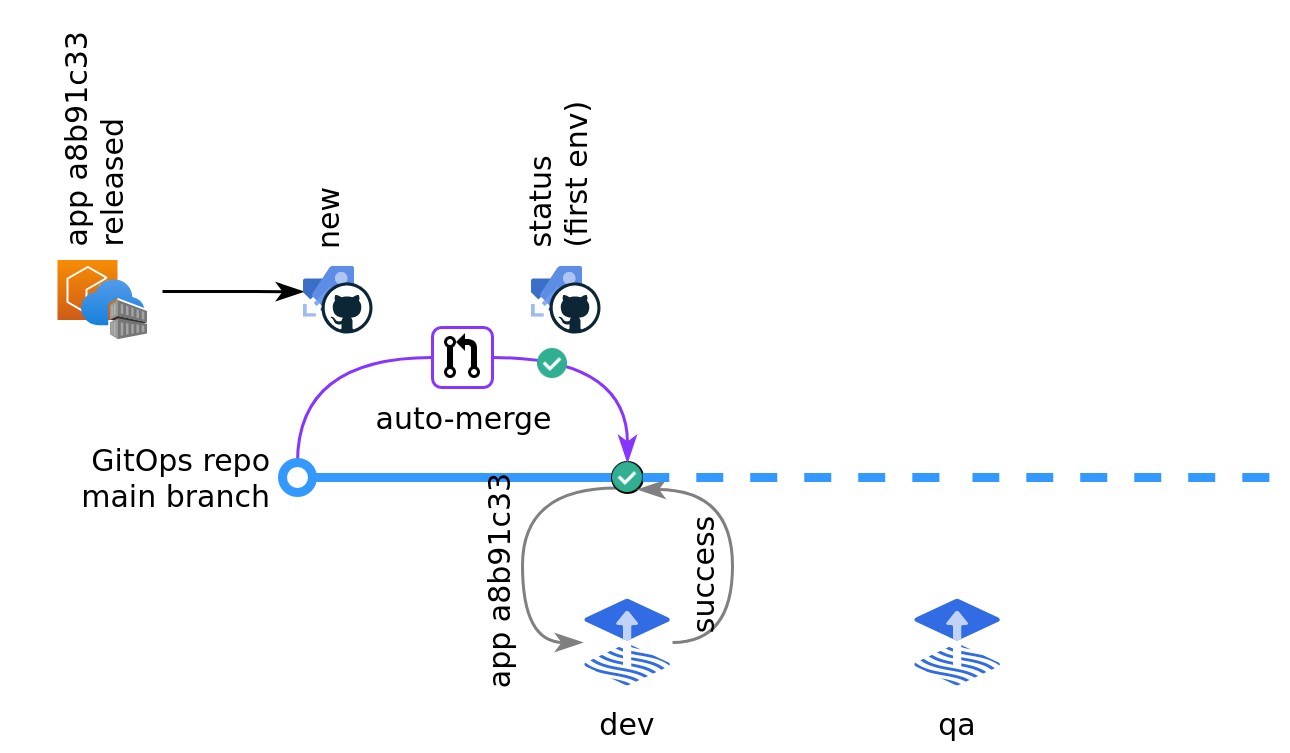 app a8b91c33
released
new
status
(first env)
auto-merge
GitOps repo
main branch
app a8b91c33
success
dev
qa